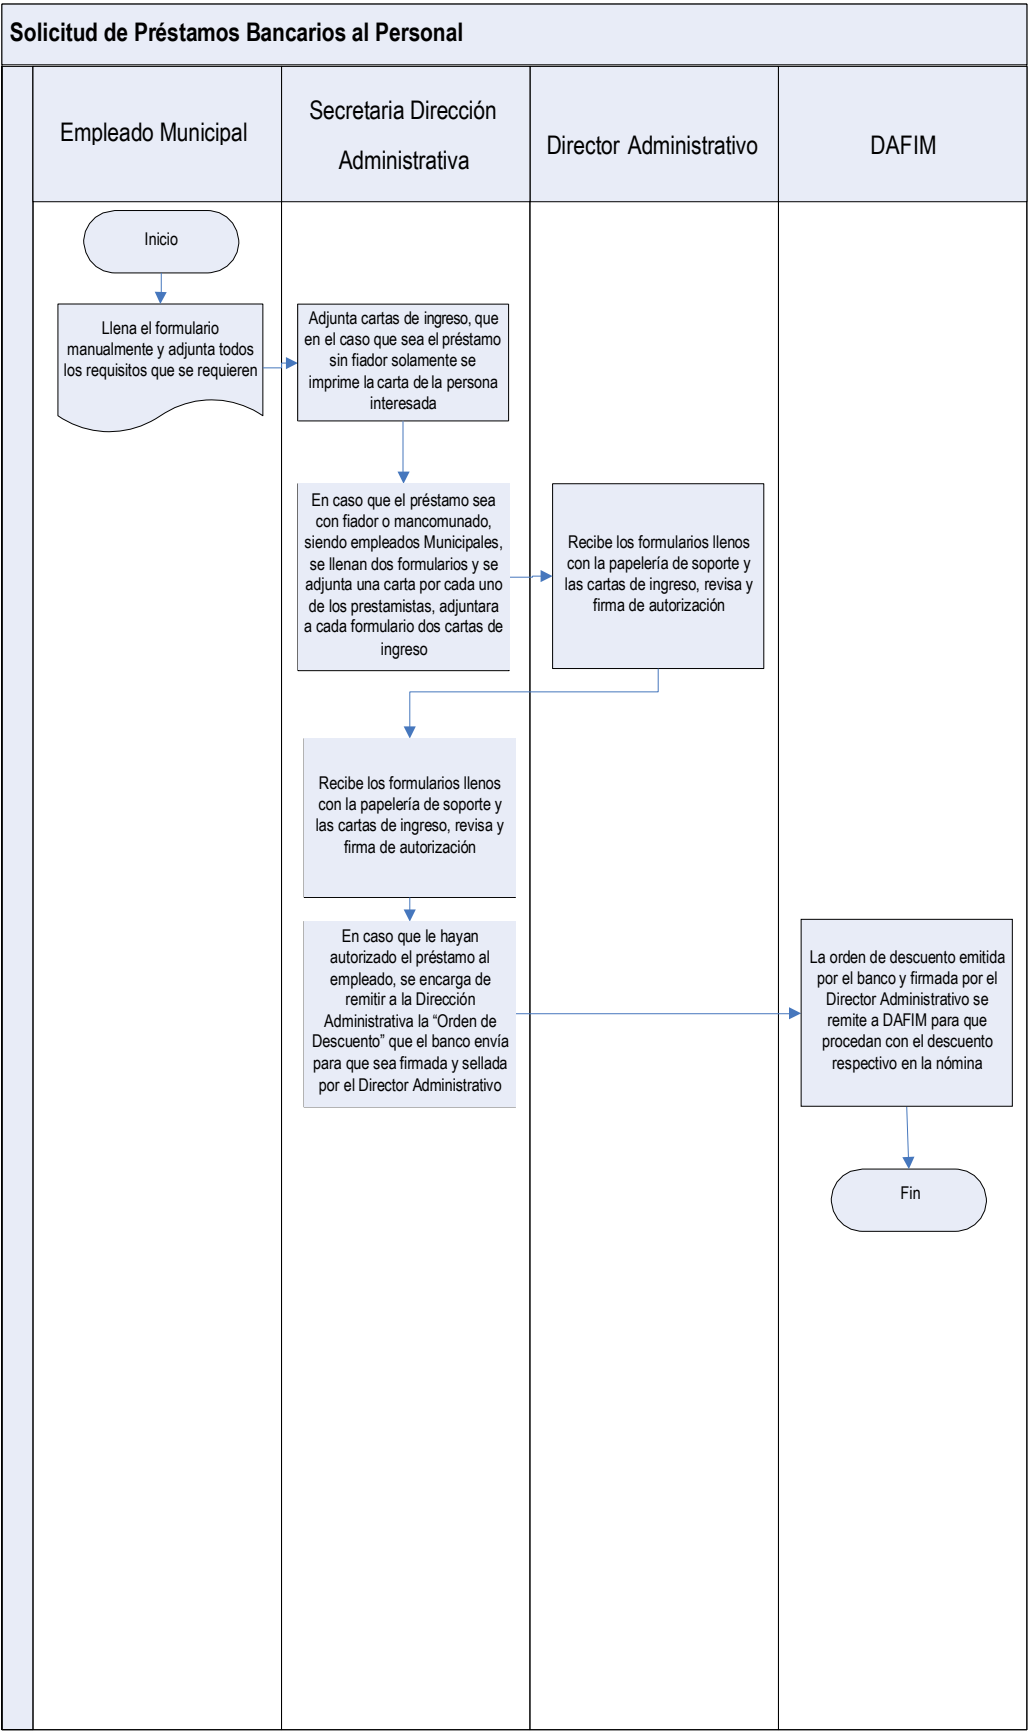 Solicitud de Préstamos Bancarios al Personal
Empleado Municipal
Secretaria Dirección
Administrativa
Director Administrativo
DAFIM
Inicio
Llena el formulario
manualmente y adjunta todos
los requisitos que se requieren
Adjunta cartas de ingreso, que
en el caso que sea el préstamo
sin fiador solamente se
imprime la carta de la persona
interesada
En caso que el préstamo sea
con fiador o mancomunado,
siendo empleados Municipales,
se llenan dos formularios y se
adjunta una carta por cada uno
de los prestamistas, adjuntara
a cada formulario dos cartas de
ingreso
Recibe los formularios llenos
con la papelería de soporte y
las cartas de ingreso, revisa y
firma de autorización
Recibe los formularios llenos
con la papelería de soporte y
las cartas de ingreso, revisa y
firma de autorización
En caso que le hayan
autorizado el préstamo al
empleado, se encarga de
remitir a la Dirección
Administrativa la “Orden de
Descuento” que el banco envía
para que sea firmada y sellada
por el Director Administrativo
La orden de descuento emitida
por el banco y firmada por el
Director Administrativo se
remite a DAFIM para que
procedan con el descuento
respectivo en la nómina
Fin